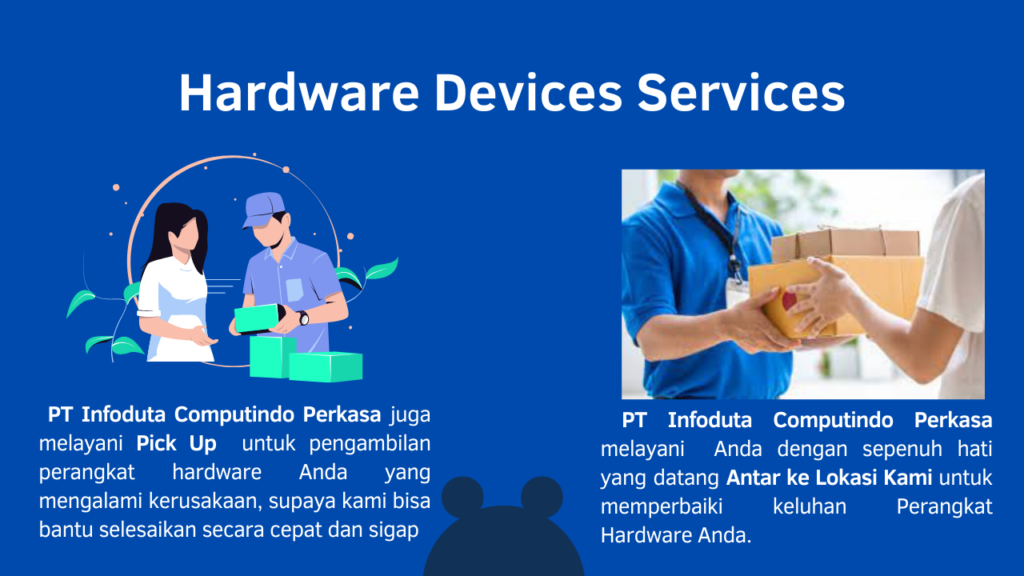 Hardware Devices Services
PT Infoduta Computindo Perkasa juga
melayani Pick Up untuk pengambilan
perangkat hardware Anda yang
mengalami kerusakaan, supaya kami bisa
bantu selesaikan secara cepat dan sigap
PT Infoduta Computindo Perkasa
melayani Anda dengan sepenuh hati
yang datang Antar ke Lokasi Kami untuk
memperbaiki keluhan Perangkat
Hardware Anda.